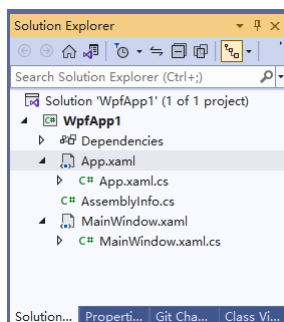 Solution Explorer
Search Solution Explorer (Ctrl+;)
Solution 'WpfApp1' (1 of 1 project)
C# WpfApp1
Dependencies
App.xaml
C# App.xaml.cs
C# AssemblyInfo.cs
MainWindow.xaml
C# MainWindow.xaml.cs
Solution... Properti... Git Cha... Class Vi...